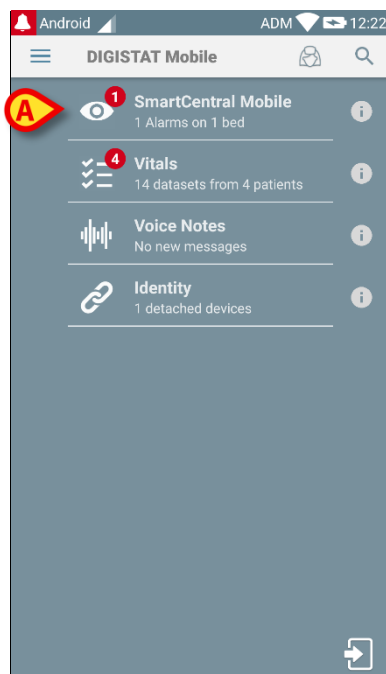 Android ADM 12:22
DIGISTAT Mobile
A
1
SmartCentral Mobile
1 Alarms on 1 bed
4
Vitals
14 datasets from 4 patients
Voice Notes
No new messages
Identity
1 detached devices